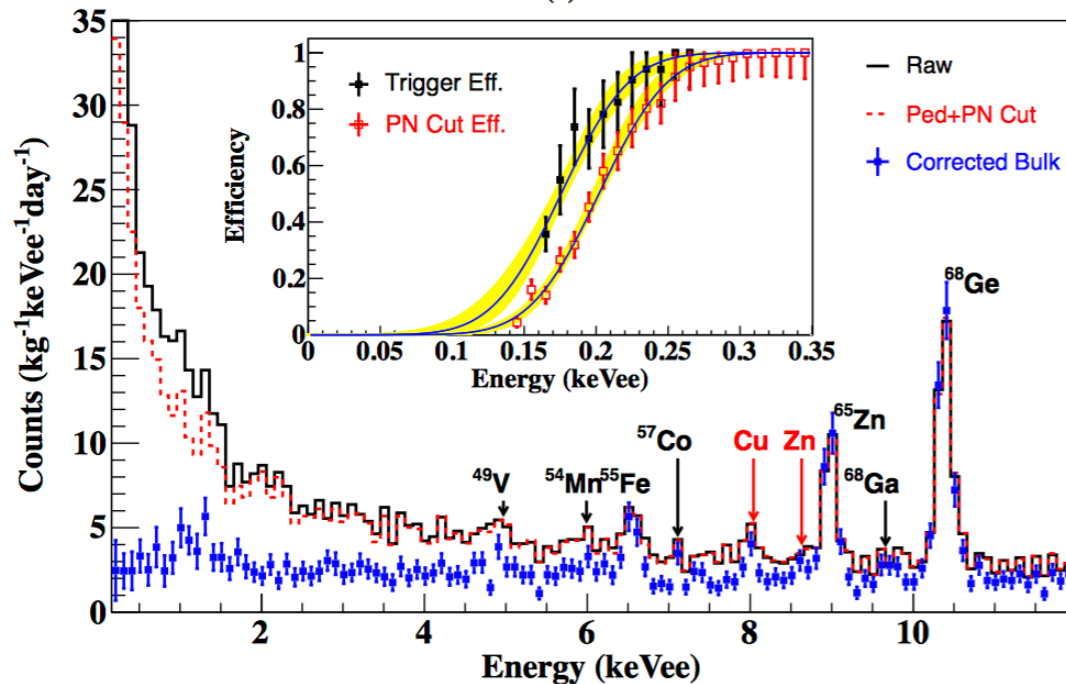 Counts (kg⁻¹keVee⁻¹day⁻¹)
35
30
25
20
15
10
5
0
2
4
6
8
10
Energy (keVee)
Efficiency
1
0.8
0.6
0.4
0.2
0
0
0.05
0.1
0.15
0.2
0.25
0.3
0.35
Energy (keVee)
Trigger Eff.
PN Cut Eff.
Raw
Ped+PN Cut
Corrected Bulk
⁴⁹V
⁵⁴Mn
⁵⁵Fe
⁵⁷Co
Cu
Zn
⁶⁵Zn
⁶⁸Ga
⁶⁸Ge